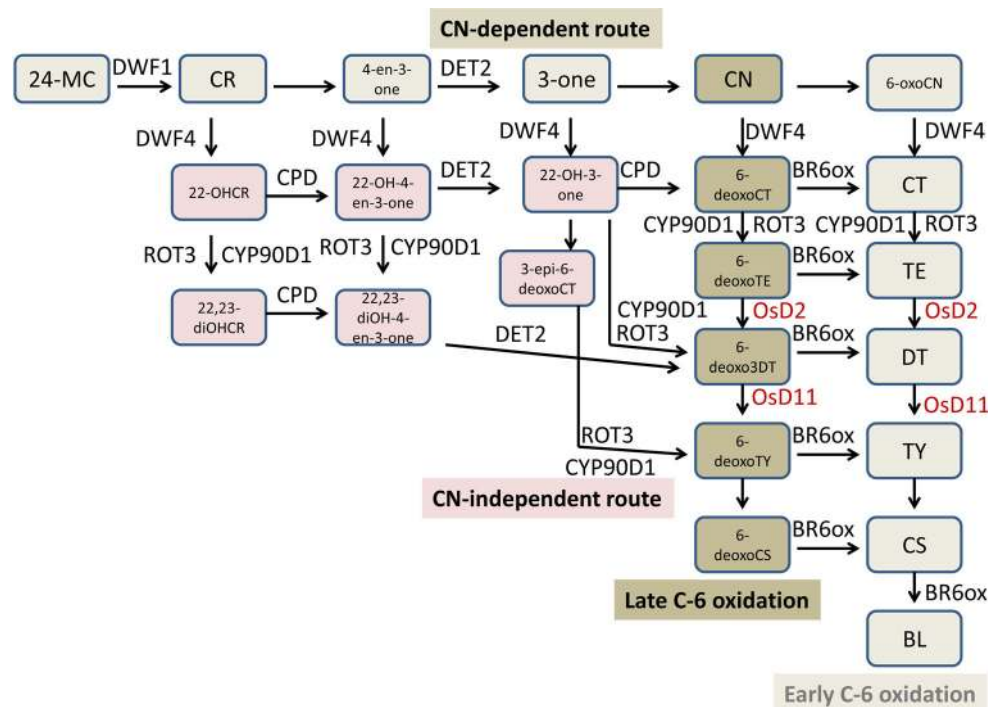 CN-dependent route
24-MC
DWF1
CR
4-en-3-
one
DET2
3-one
CN
6-oxoCN
DWF4
DWF4
DWF4
DWF4
DWF4
22-OHCR
CPD
22-OH-4-
en-3-one
DET2
22-OH-3-
one
CPD
6-
deoxoCT
BR6ox
CT
ROT3
CYP90D1
ROT3
CYP90D1
CYP90D1
ROT3
CYP90D1
ROT3
3-epi-6-
deoxoCT
6-
deoxoTE
BR6ox
TE
22,23-
diOHCR
CPD
22,23-
diOH-4-
en-3-one
CYP90D1
ROT3
OsD2
OsD2
DET2
6-
deoxo3DT
BR6ox
DT
OsD11
OsD11
ROT3
CYP90D1
6-
deoxoTY
BR6ox
TY
CN-independent route
6-
deoxoCS
BR6ox
CS
Late C-6 oxidation
BR6ox
BL
Early C-6 oxidation